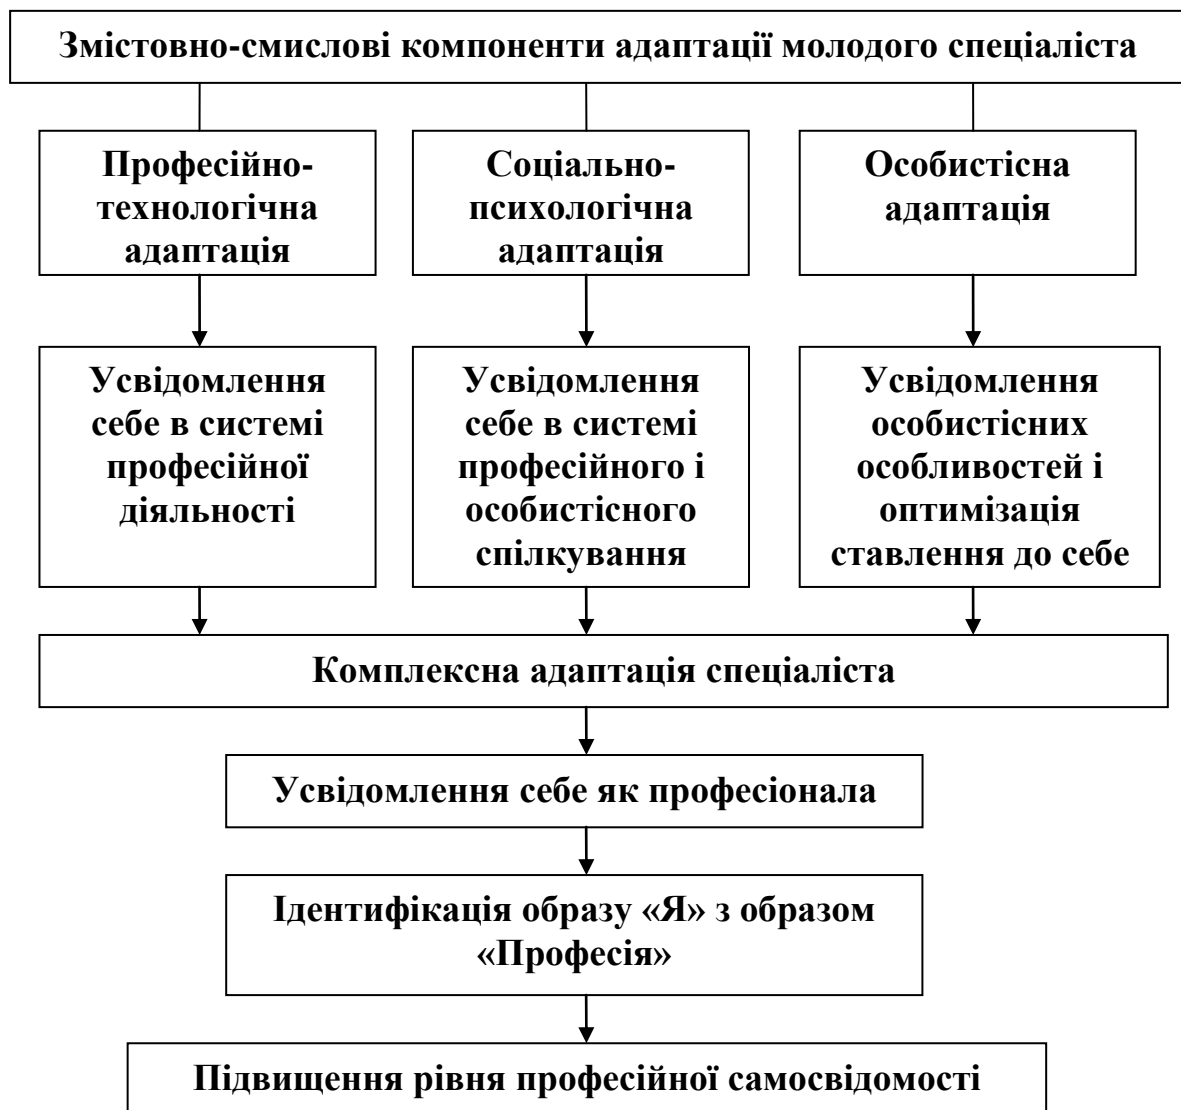 Змістовно-смислові компоненти адаптації молодого спеціаліста
Професійно-
технологічна
адаптація
Соціально-
психологічна
адаптація
Особистісна
адаптація
Усвідомлення
себе в системі
професійної
діяльності
Усвідомлення
себе в системі
професійного і
особистісного
спілкування
Усвідомлення
особистісних
особливостей і
оптимізація
ставлення до себе
Комплексна адаптація спеціаліста
Усвідомлення себе як професіонала
Ідентифікація образу «Я» з образом
«Професія»
Підвищення рівня професійної самосвідомості